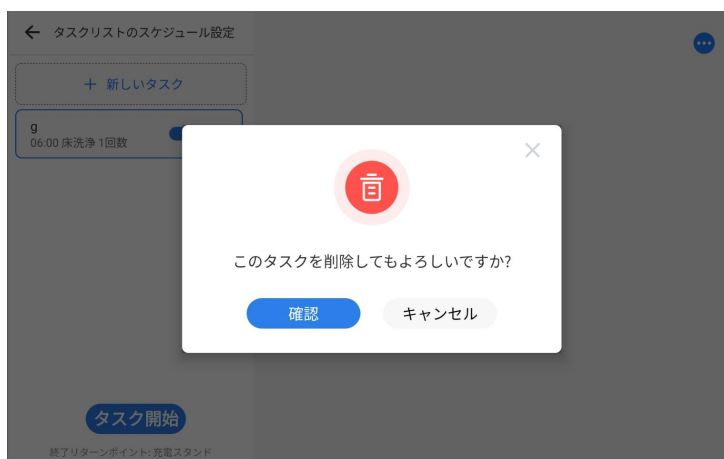 タスクリストのスケジュール設定
+ 新しいタスク
g
06:00 床洗浄 1回数
このタスクを削除してもよろしいですか?
確認
キャンセル
タスク開始
終了リターンポイント: 充電スタンド